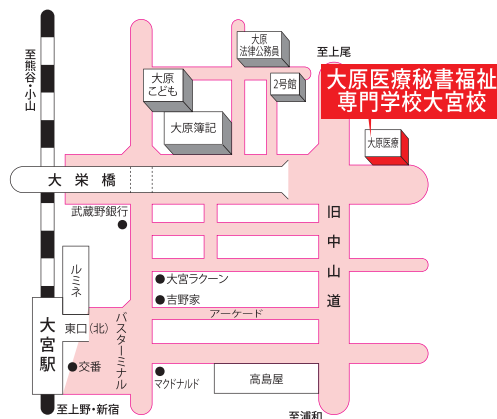 至熊谷・小山
大原
法律公務員
至上尾
大原
こども
2号館
大原医療秘書福祉
専門学校大宮校
大原簿記
大原医療
大栄橋
武蔵野銀行
旧中山道
ルミネ
大宮ラクーン
吉野家
アーケード
大宮駅
東口（北）
バスターミナル
交番
マクドナルド
髙島屋
至上野・新宿
至浦和